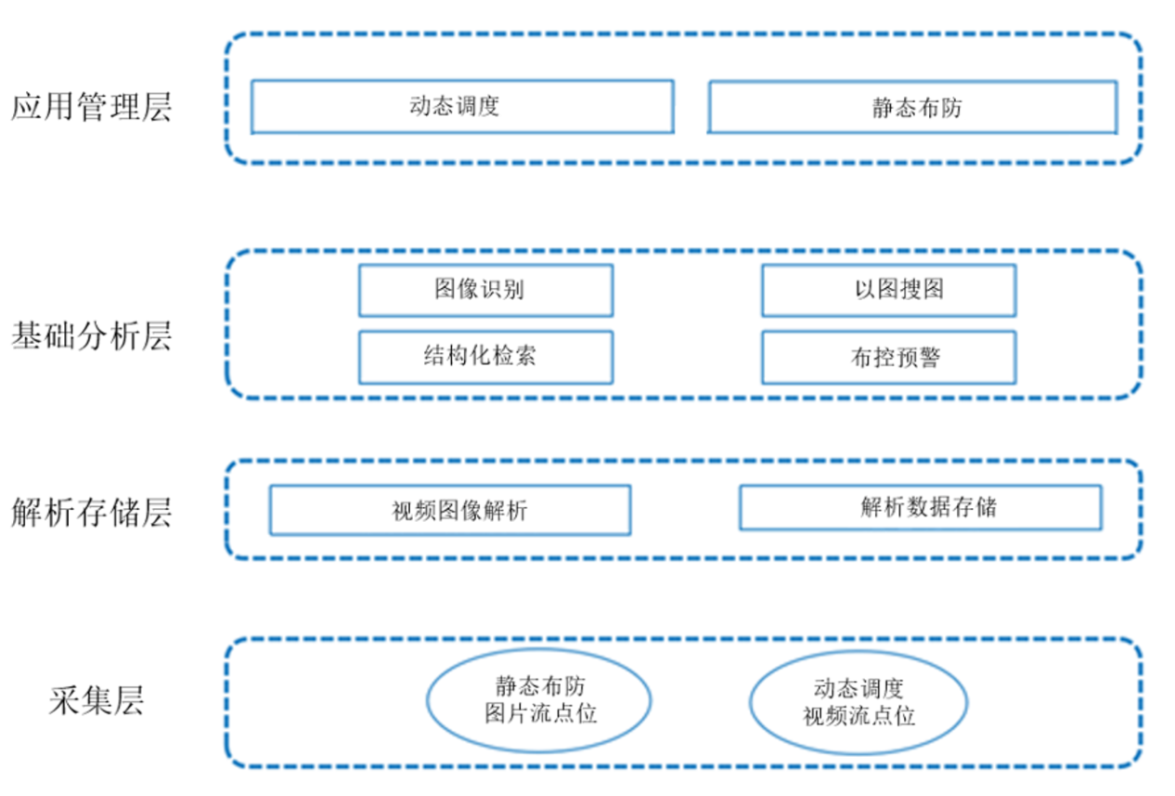 应用管理层
动态调度
静态布防
基础分析层
图像识别
以图搜图
结构化检索
布控预警
解析存储层
视频图像解析
解析数据存储
采集层
静态布防
图片流点位
动态调度
视频流点位